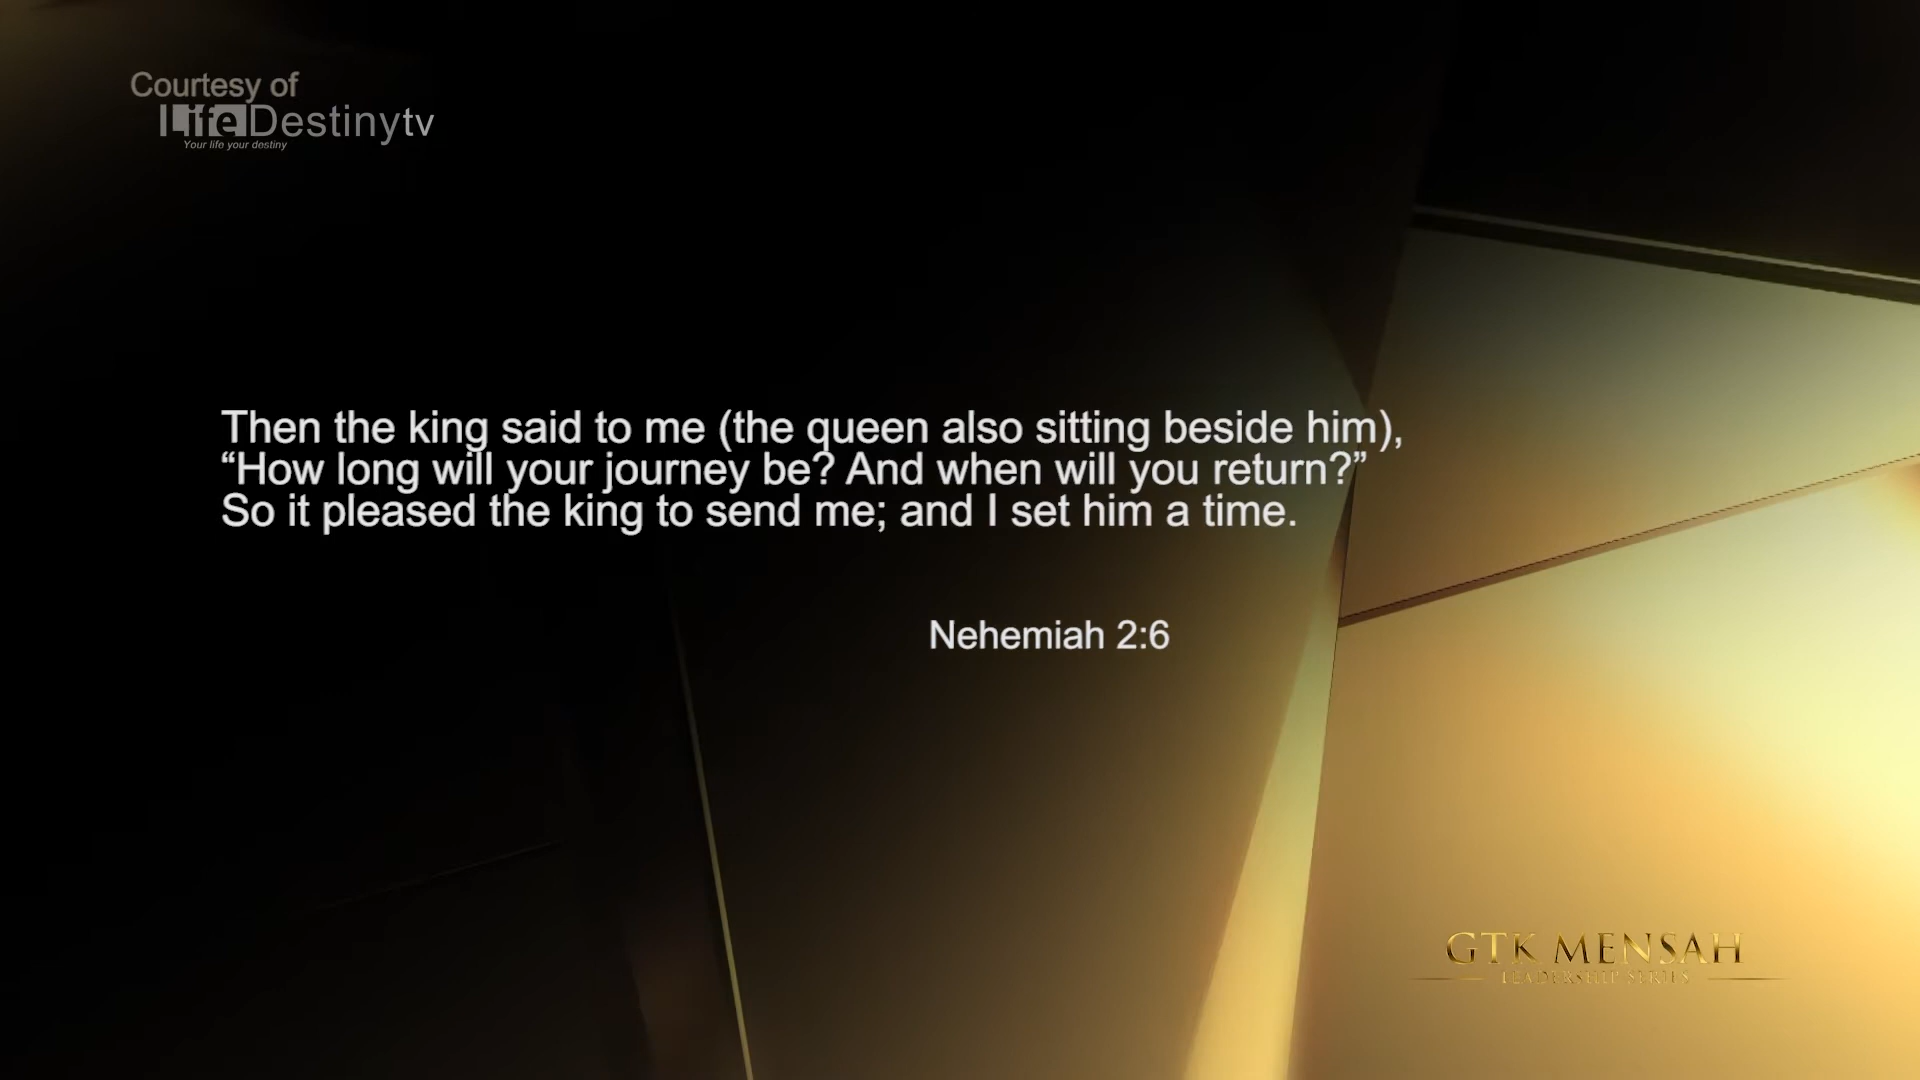 Courtesy of
LifeDestinytv
Your life your destiny
Then the king said to me (the queen also sitting beside him),
“How long will your journey be? And when will you return?”
So it pleased the king to send me; and I set him a time.
Nehemiah 2:6
GTK MENSAH
LEADERSHIP SERIES